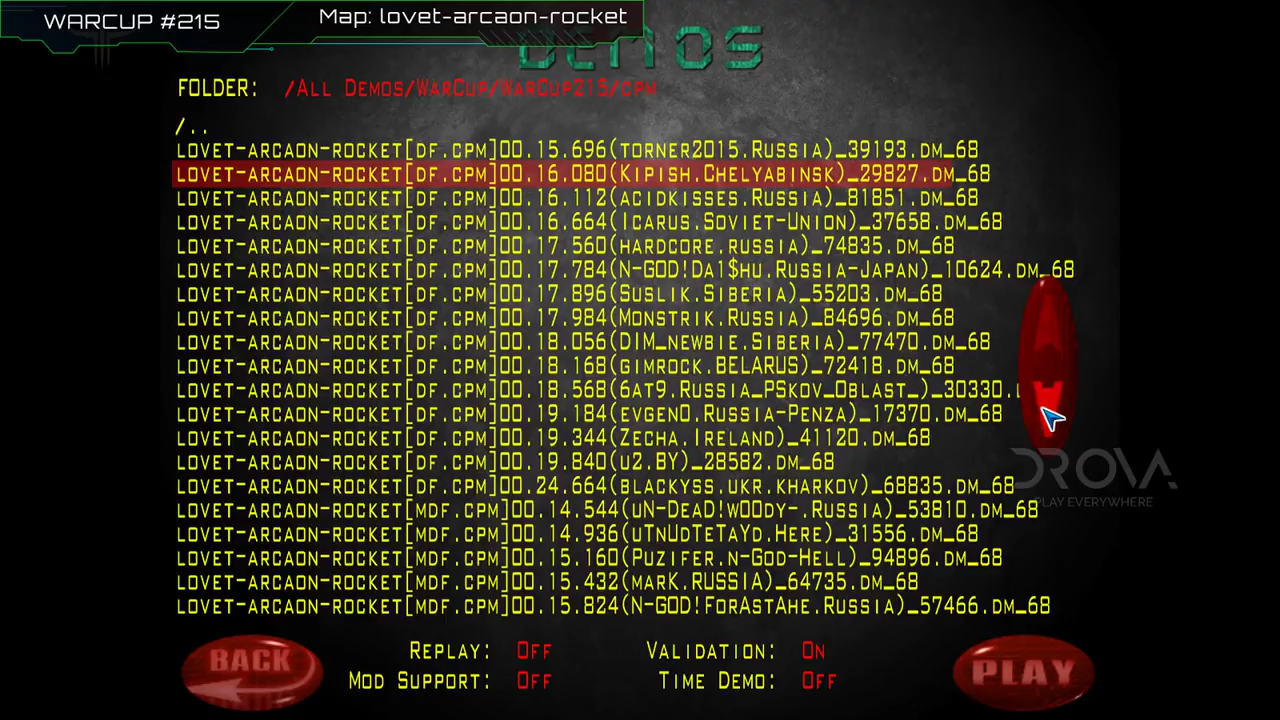 WARCUP #215
Map: lovet-arcaon-rocket
DEMOS
FOLDER: /All Demos/WarCup/WarCup215/cpm
/..
lovet-arcaon-rocket[df.cpm]00.15.696(torner2015.Russia)_39193.dm_68
lovet-arcaon-rocket[df.cpm]00.16.080(Kipish.Chelyabinsk)_29827.dm_68
lovet-arcaon-rocket[df.cpm]00.16.112(acidkisses.Russia)_81851.dm_68
lovet-arcaon-rocket[df.cpm]00.16.664(Icarus.Soviet-Union)_37658.dm_68
lovet-arcaon-rocket[df.cpm]00.17.560(hardcore.russia)_74835.dm_68
lovet-arcaon-rocket[df.cpm]00.17.784(N-GOD!Da1$hu.Russia-Japan)_10624.dm_68
lovet-arcaon-rocket[df.cpm]00.17.896(Suslik.Siberia)_55203.dm_68
lovet-arcaon-rocket[df.cpm]00.17.984(Monstrik.Russia)_84696.dm_68
lovet-arcaon-rocket[df.cpm]00.18.056(DIM_newbie.Siberia)_77470.dm_68
lovet-arcaon-rocket[df.cpm]00.18.168(gimrock.BELARUS)_72418.dm_68
lovet-arcaon-rocket[df.cpm]00.18.568(6at9.Russia_PSkov_Oblast_)_30330.
lovet-arcaon-rocket[df.cpm]00.19.184(evgen0.Russia-Penza)_17370.dm_68
lovet-arcaon-rocket[df.cpm]00.19.344(Zecha.Ireland)_41120.dm_68
lovet-arcaon-rocket[df.cpm]00.19.840(u2.BY)_28582.dm_68
lovet-arcaon-rocket[df.cpm]00.24.664(blackyss.ukr.kharkov)_68835.dm_68
lovet-arcaon-rocket[mdf.cpm]00.14.544(uN-DeaD!wOOdy-.Russia)_53810.dm_68
lovet-arcaon-rocket[mdf.cpm]00.14.936(uTnUdTeTaYd.Here)_31556.dm_68
lovet-arcaon-rocket[mdf.cpm]00.15.160(Puzifer.n-God-Hell)_94896.dm_68
lovet-arcaon-rocket[mdf.cpm]00.15.432(marK.RUSSIA)_64735.dm_68
lovet-arcaon-rocket[mdf.cpm]00.15.824(N-GOD!ForAstAhe.Russia)_57466.dm_68
DROVA
PLAY EVERYWHERE
BACK
Replay: Off
Validation: On
Mod Support: Off
Time Demo: Off
PLAY